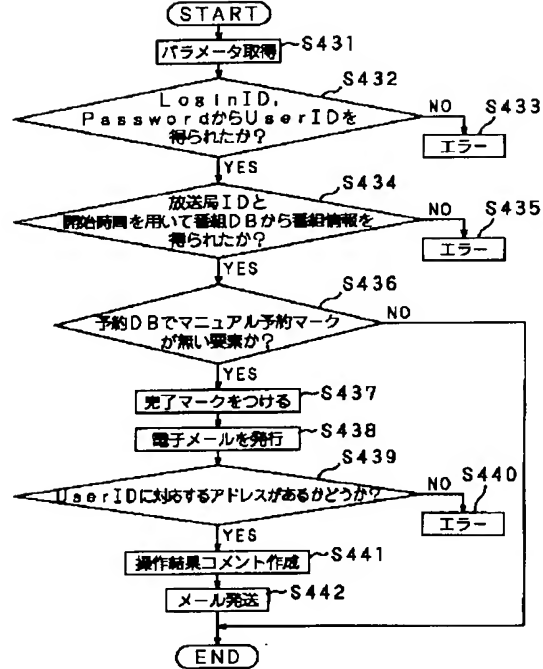 START
パラメータ取得
S431
S432
LoginID,
PasswordからUserIDを
得られたか?
NO
S433
エラー
YES
S434
放送局IDと
開始時間を用いて番組DBから番組情報を
得られたか?
NO
S435
エラー
YES
S436
予約DBでマニュアル予約マーク
が無い要素か?
NO
YES
完了マークをつける
S437
電子メールを発行
S438
S439
UserIDに対応するアドレスがあるかどうか?
NO
S440
エラー
YES
操作結果コメント作成
S441
メール発送
S442
END